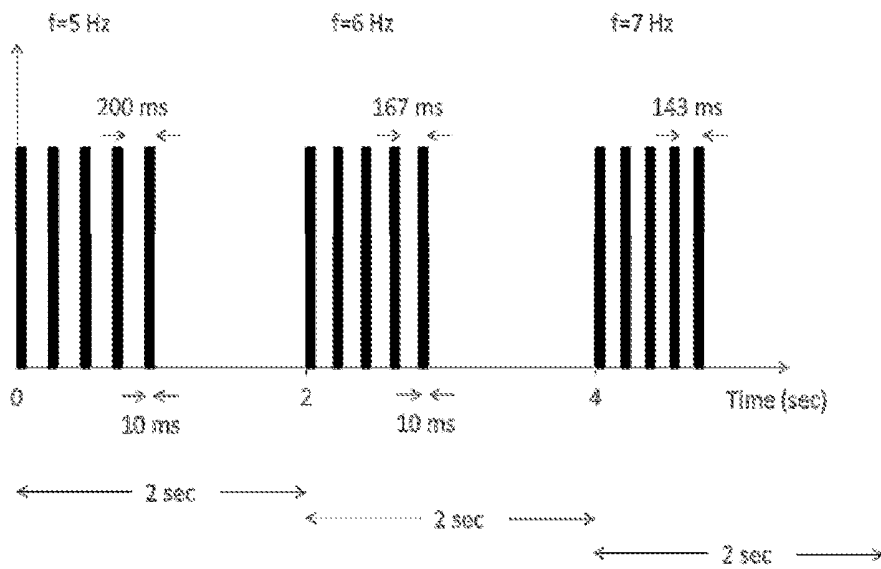 f=5 Hz
f=6 Hz
f=7 Hz
200 ms
167 ms
143 ms
0
2
4
Time (sec)
10 ms
10 ms
2 sec
2 sec
2 sec